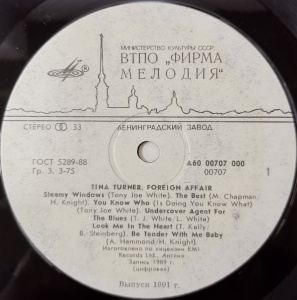 МИНИСТЕРСТВО КУЛЬТУРЫ СССР
ВТПО „ФИРМА
МЕЛОДИЯ"
СТЕРЕО 33
ЛЕНИНГРАДСКИЙ ЗАВОД
ГОСТ 5289-88
Гр. 3. 3-75
А60 00707 000
00707
1
TINA TURNER. FOREIGN AFFAIR
Steamy Windows (Tony Joe White). The Best (M. Chapman,
H. Knight). You Know Who (Is Doing You Know What)
(Tony Joe White). Undercover Agent For
The Blues (T. J. White/L. White)
Look Me In The Heart (T. Kelly/
B. Steinberg). Be Tender With Me Baby
(A. Hammond/H. Knight)
Изготовлено по лицензии EMI
Records Ltd., Англия
Запись 1989 г.
(цифровая)
Выпуск 1991 г.